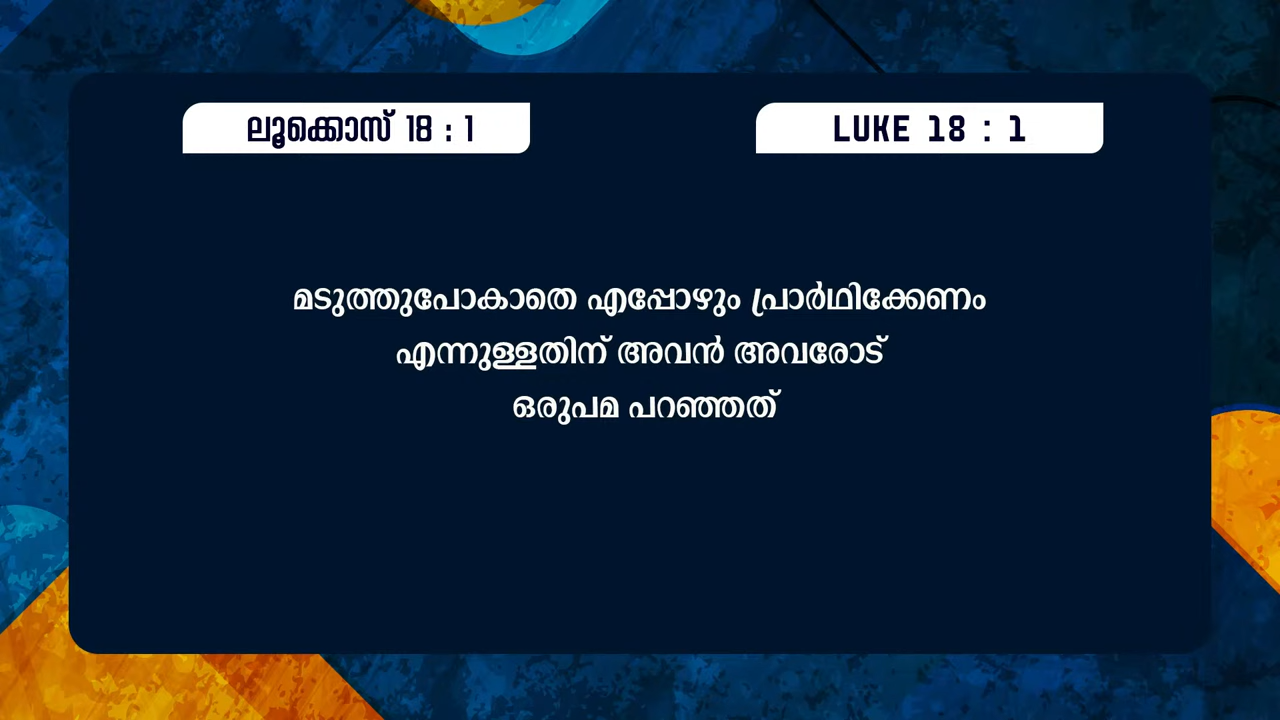 ലൂക്കൊസ് 18 : 1
LUKE 18 : 1
മടുത്തുപോകാതെ എപ്പോഴും പ്രാർഥിക്കേണം
എന്നുള്ളതിന് അവൻ അവരോട്
ഒരുപമ പറഞ്ഞത്